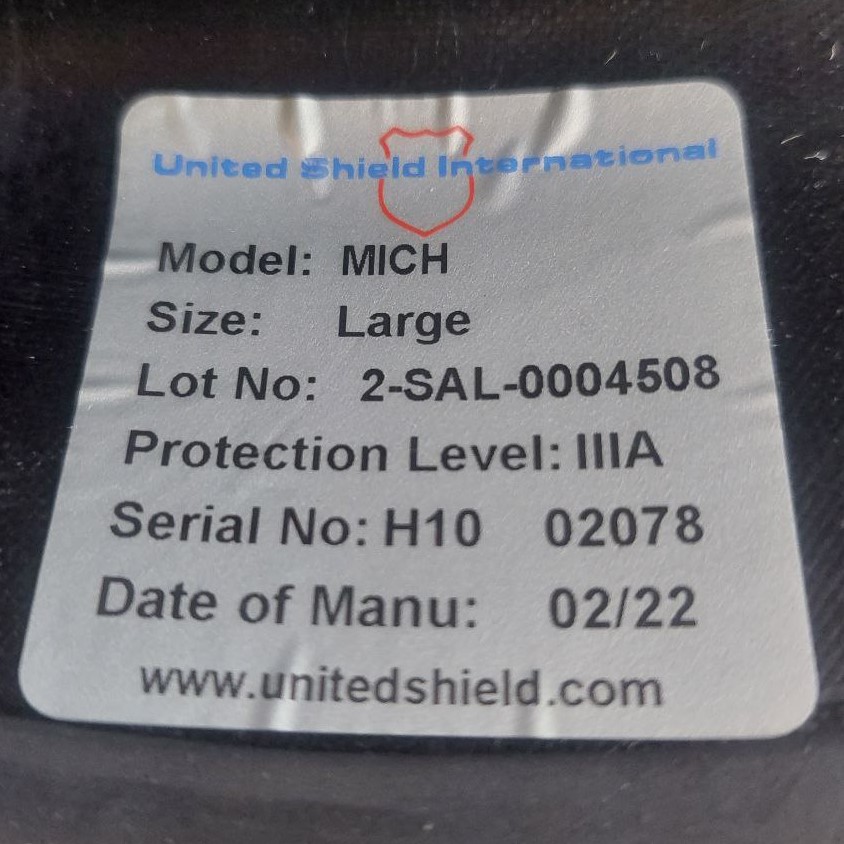 United Shield International
Model: MICH
Size: Large
Lot No: 2-SAL-0004508
Protection Level: IIIA
Serial No: H10 02078
Date of Manu: 02/22
www.unitedshield.com